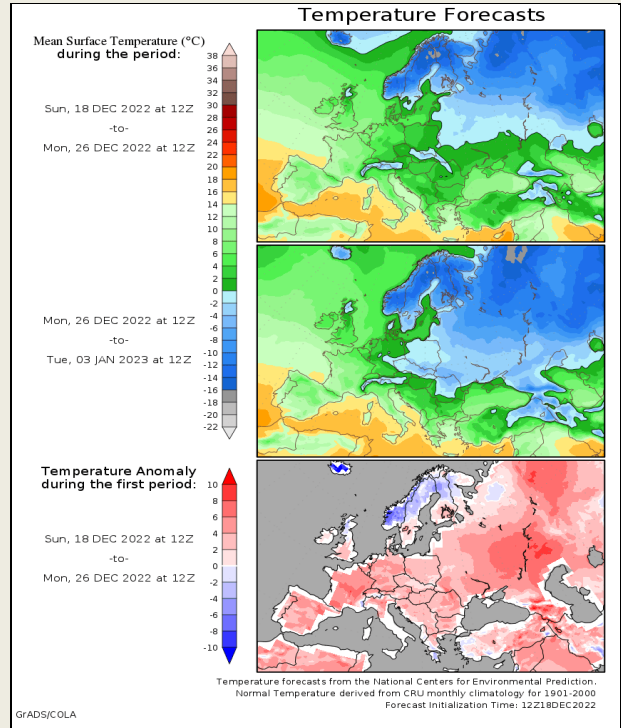 Temperature Forecasts
Mean Surface Temperature (°C)
during the period:
Sun, 18 DEC 2022 at 12Z
-to-
Mon, 26 DEC 2022 at 12Z
38
36
34
32
30
28
26
24
22
20
18
16
14
12
10
8
6
4
2
0
-2
-4
-6
-8
-10
-12
-14
-16
-18
-20
-22
Mon, 26 DEC 2022 at 12Z
-to-
Tue, 03 JAN 2023 at 12Z
Temperature Anomaly
during the first period:
Sun, 18 DEC 2022 at 12Z
-to-
Mon, 26 DEC 2022 at 12Z
10
8
6
4
2
0
-2
-4
-6
-8
-10
Temperature forecasts from the National Centers for Environmental Prediction.
Normal Temperature derived from CRU monthly climatology for 1901-2000
Forecast Initialization Time: 12Z18DEC2022
GrADS/COLA